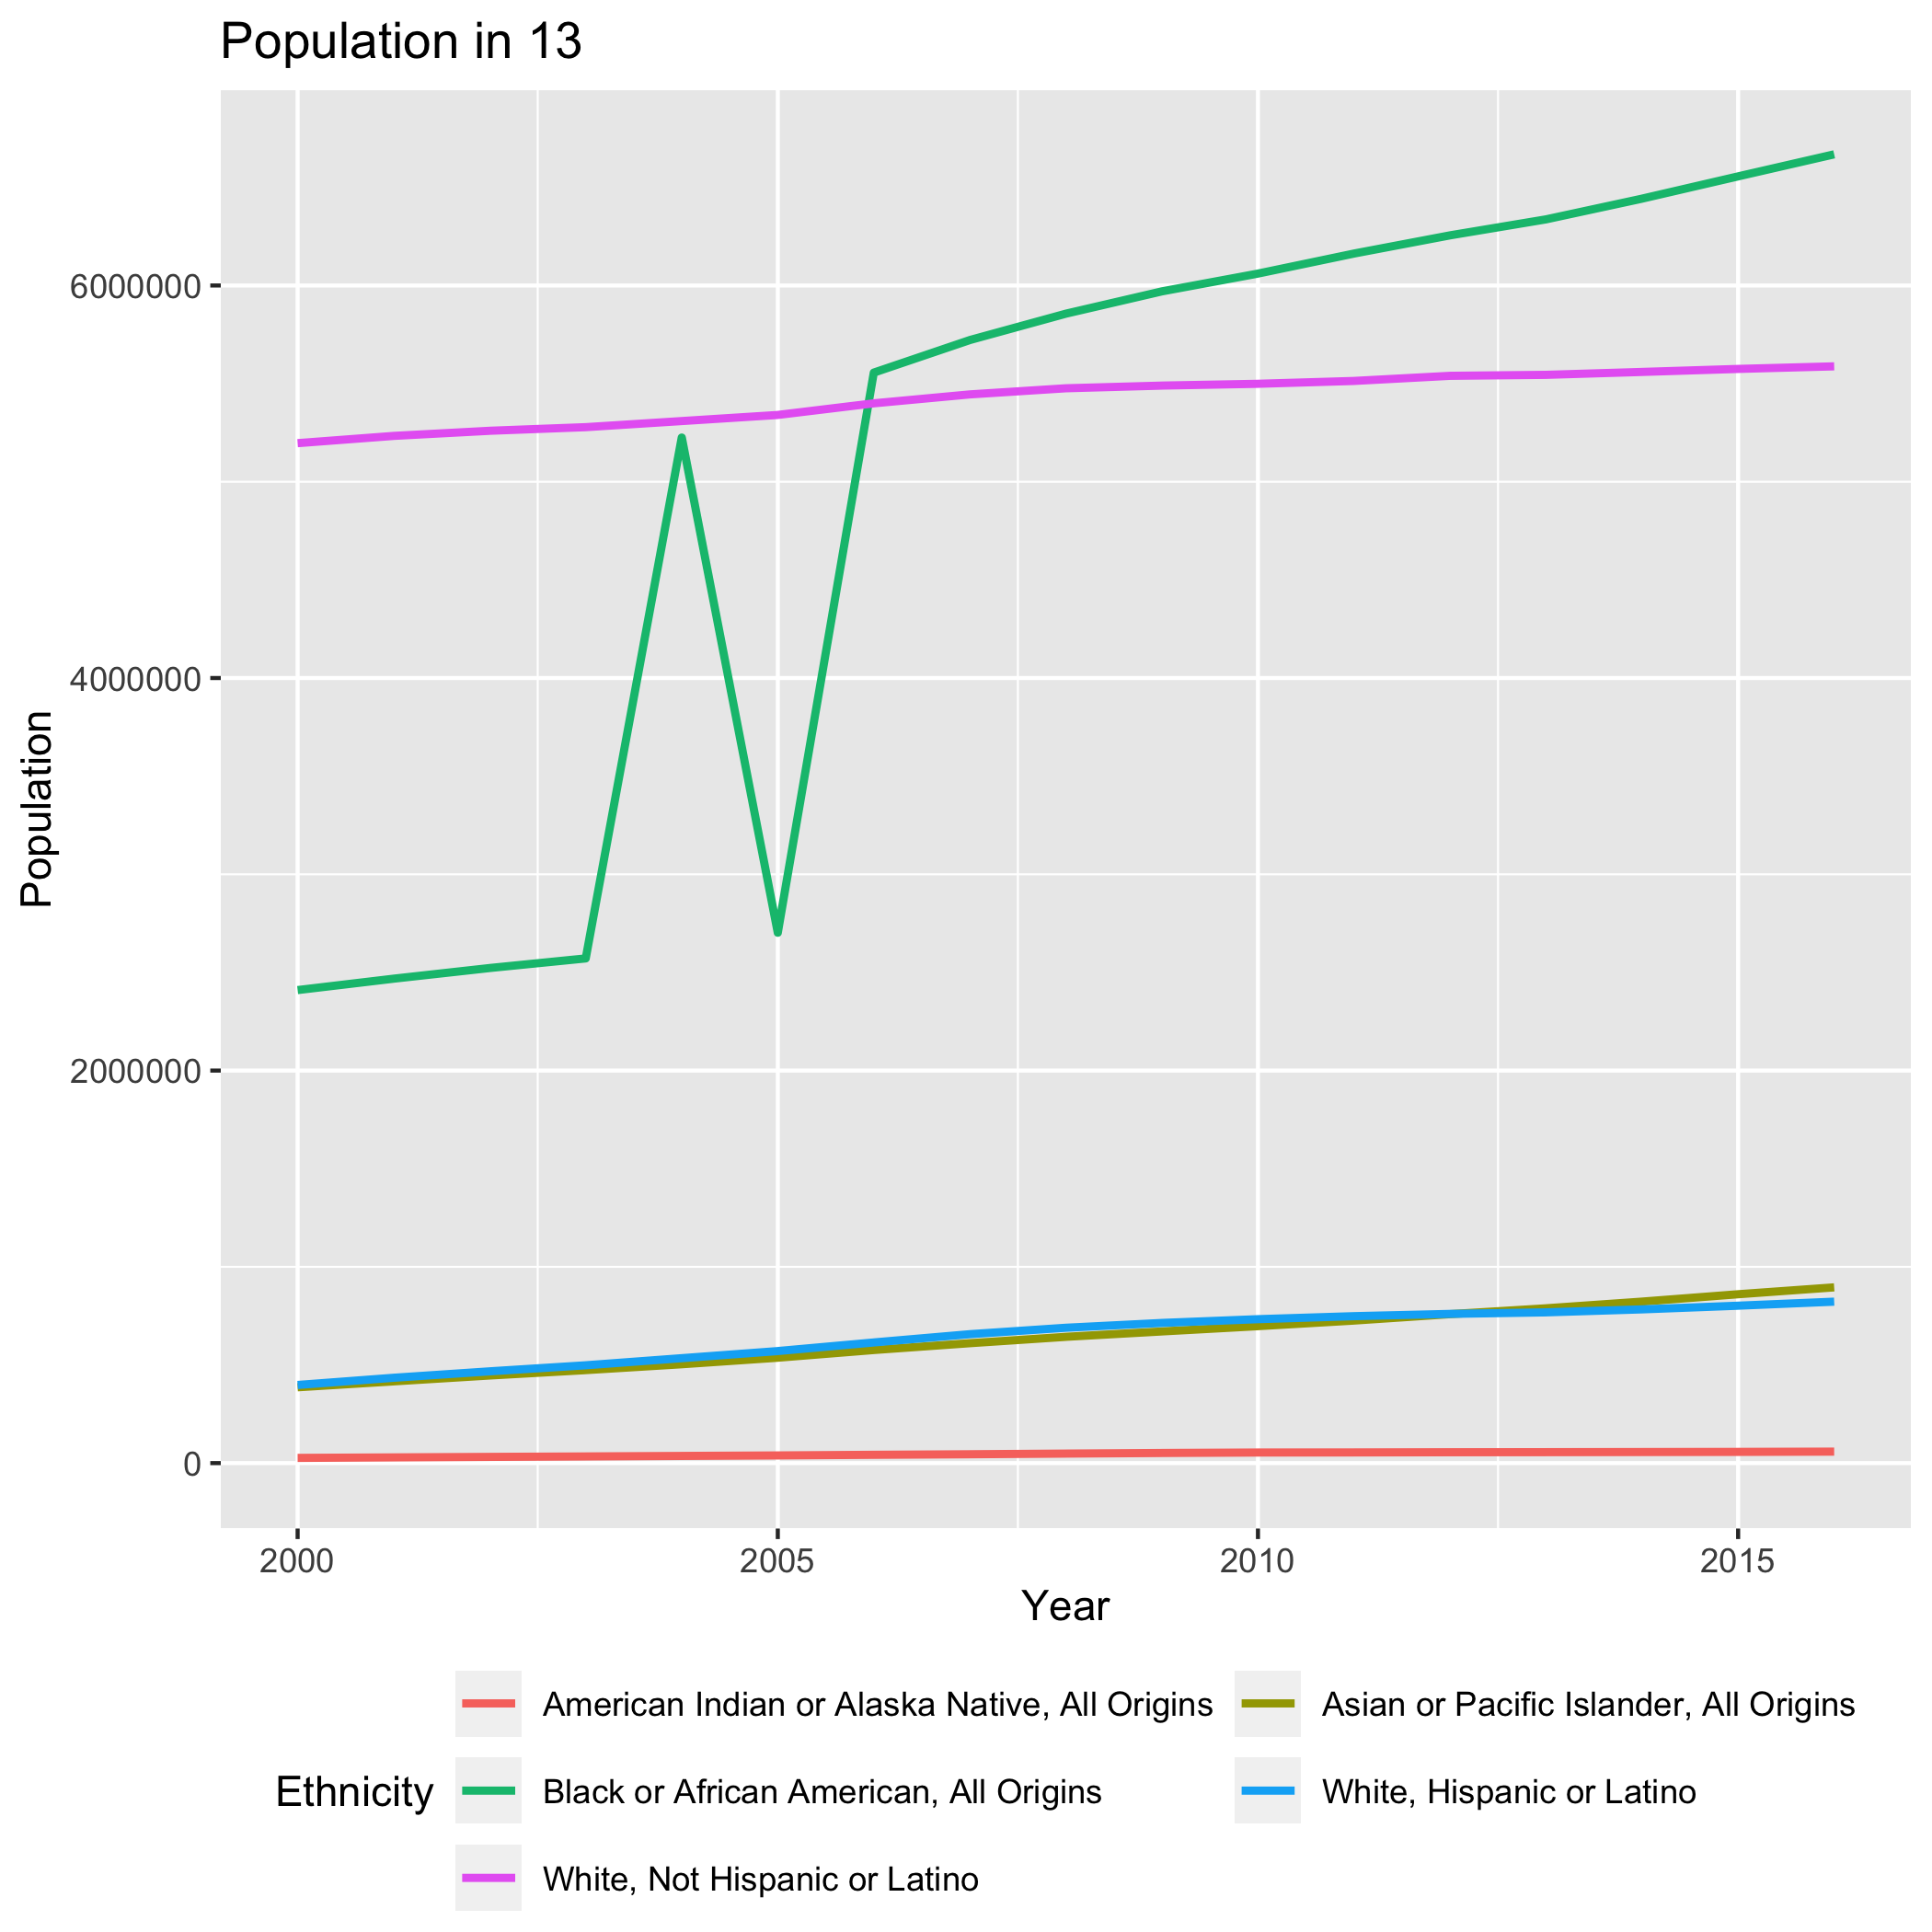 Population in 13
Population
6000000
4000000
2000000
0
2000
2005
2010
2015
Year
Ethnicity
American Indian or Alaska Native, All Origins
Asian or Pacific Islander, All Origins
Black or African American, All Origins
White, Hispanic or Latino
White, Not Hispanic or Latino